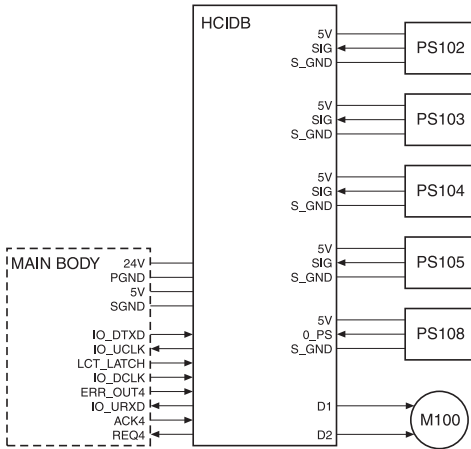 HCIDB
5V
SIG
S_GND
PS102
5V
SIG
S_GND
PS103
5V
SIG
S_GND
PS104
5V
SIG
S_GND
PS105
5V
0_PS
S_GND
PS108
D1
D2
M100
MAIN BODY
24V
PGND
5V
SGND
IO_DTXD
IO_UCLK
LCT_LATCH
IO_DCLK
ERR_OUT4
IO_URXD
ACK4
REQ4